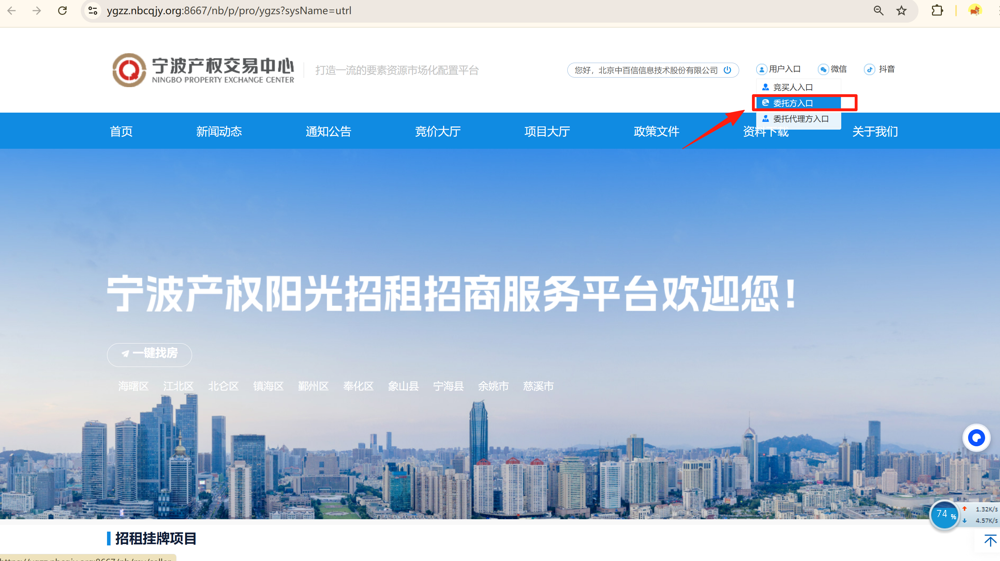 ygzz.nbcqjy.org:8667/nb/p/pro/ygzs?sysName=utrl
宁波产权交易中心
NINGBO PROPERTY EXCHANGE CENTER
打造一流的要素资源市场化配置平台
您好，北京中百信信息技术股份有限公司
用户入口
微信
抖音
竞买人入口
委托方入口
委托代理方入口
首页 新闻动态 通知公告 竞价大厅 项目大厅 政策文件 资料下载 关于我们
宁波产权阳光招租招商服务平台欢迎您！
一键找房
海曙区 江北区 北仑区 镇海区 鄞州区 奉化区 象山县 宁海县 余姚市 慈溪市
74 %
1.32K/s
4.57K/s
招租挂牌项目
https://ygzz.nbcqjy.org:8667/nb/my/seller